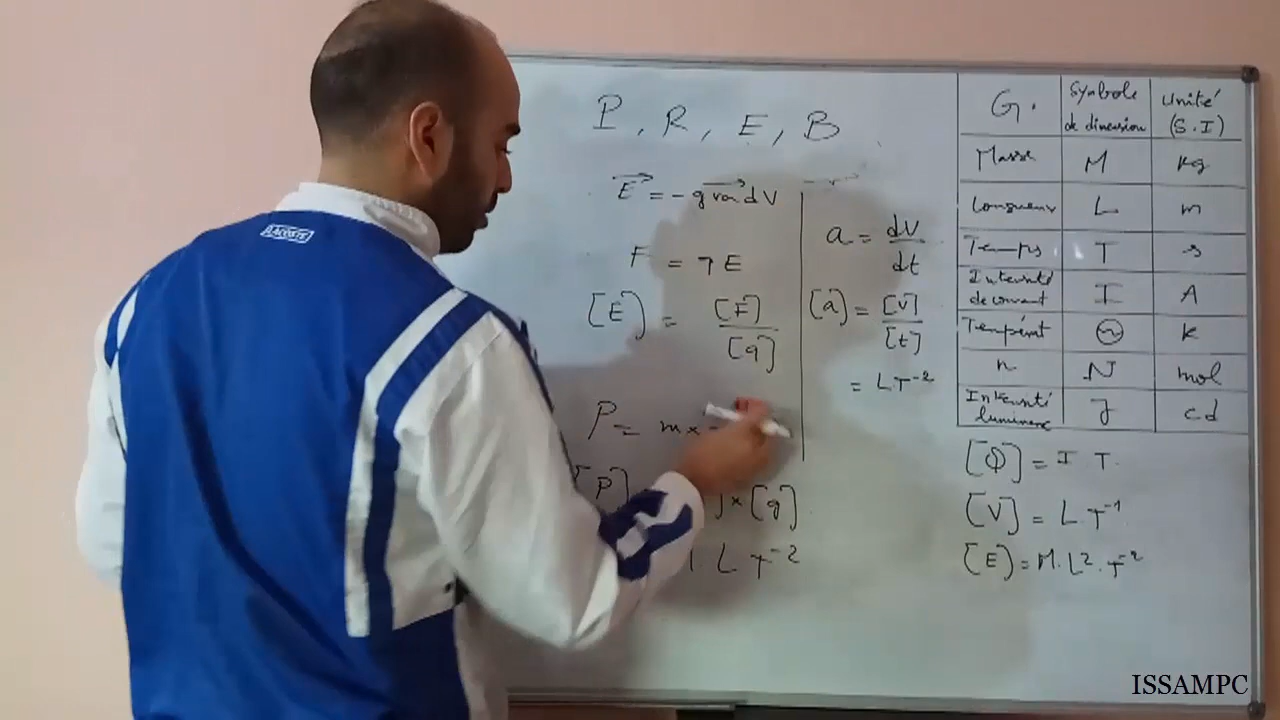 P, R, E, B
E = - grad V
F = qE
[E] = [F] / [q]
P = m x
[P] x [g]
L T⁻²
a = dV / dt
[a] = [V] / [t]
= L T⁻²
G. Symbole de dimension Unité (S.I)
Masse M kg
Longueur L m
Temps T s
Intensité de courant I A
Températ Θ K
n N mol
Intensité lumineuse J cd
[Q] = I T
[V] = L T⁻¹
[E] = M.L².T⁻²
LACOSTE
ISSAMPC